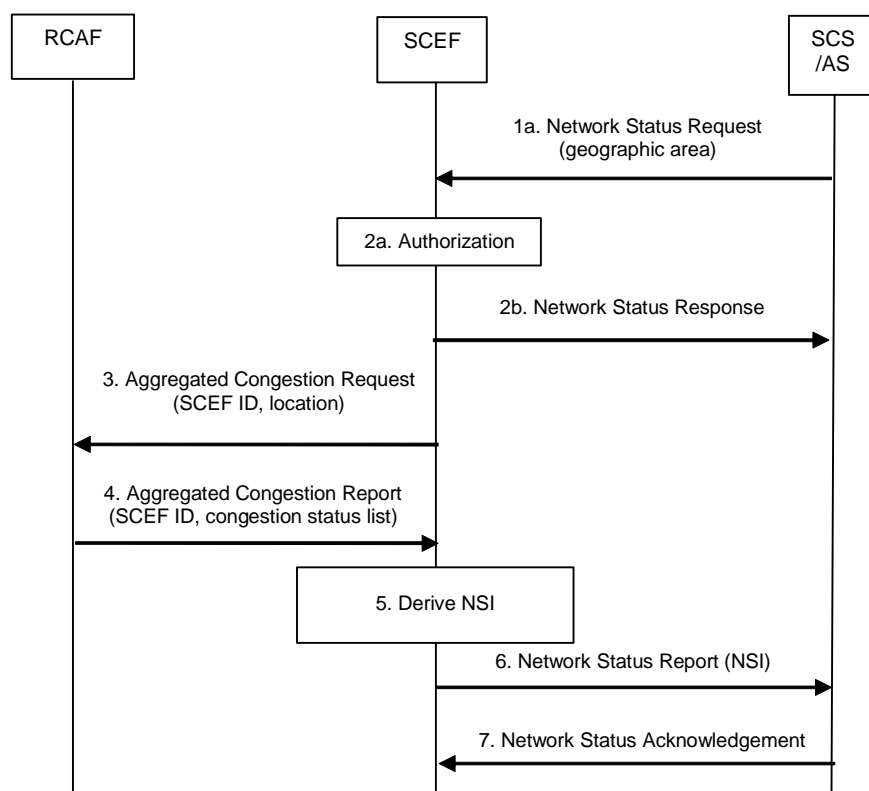 RCAF
SCEF
SCS
/AS
1a. Network Status Request
(geographic area)
2a. Authorization
2b. Network Status Response
3. Aggregated Congestion Request
(SCEF ID, location)
4. Aggregated Congestion Report
(SCEF ID, congestion status list)
5. Derive NSI
6. Network Status Report (NSI)
7. Network Status Acknowledgement